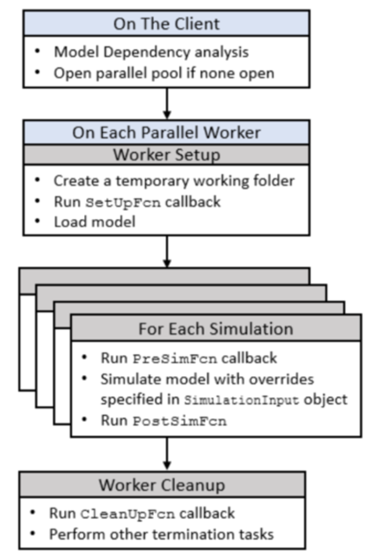 On The Client
• Model Dependency analysis
• Open parallel pool if none open
On Each Parallel Worker
Worker Setup
• Create a temporary working folder
• Run SetUpFcn callback
• Load model
For Each Simulation
• Run PreSimFcn callback
• Simulate model with overrides
specified in SimulationInput object
• Run PostSimFcn
Worker Cleanup
• Run CleanUpFcn callback
• Perform other termination tasks